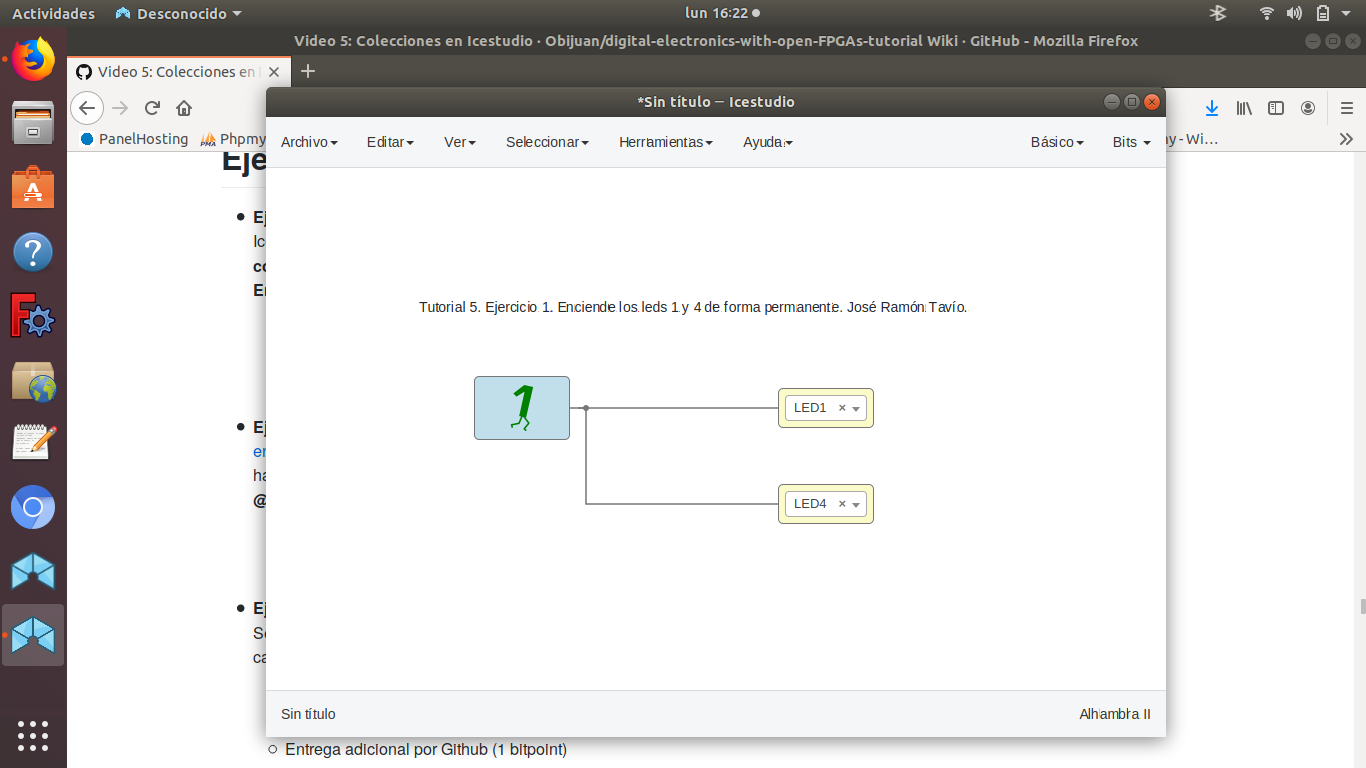 Actividades Desconocido lun 16:22
Video 5: Colecciones en Icestudio · Obijuan/digital-electronics-with-open-FPGAs-tutorial Wiki · GitHub - Mozilla Firefox
Video 5: Colecciones en
*Sin título — Icestudio
PanelHosting Phpmy
Archivo Editar Ver Seleccionar Herramientas Ayuda Básico Bits
y - Wi…
Eje
Ej
Ic
co
En
Tutorial 5. Ejercicio 1. Enciende los leds 1 y 4 de forma permanente. José Ramón Tavío.
1
LED1 ×
Ej
en
ha
@
LED4 ×
Ej
So
ca
Sin título Alhambra II
Entrega adicional por Github (1 bitpoint)